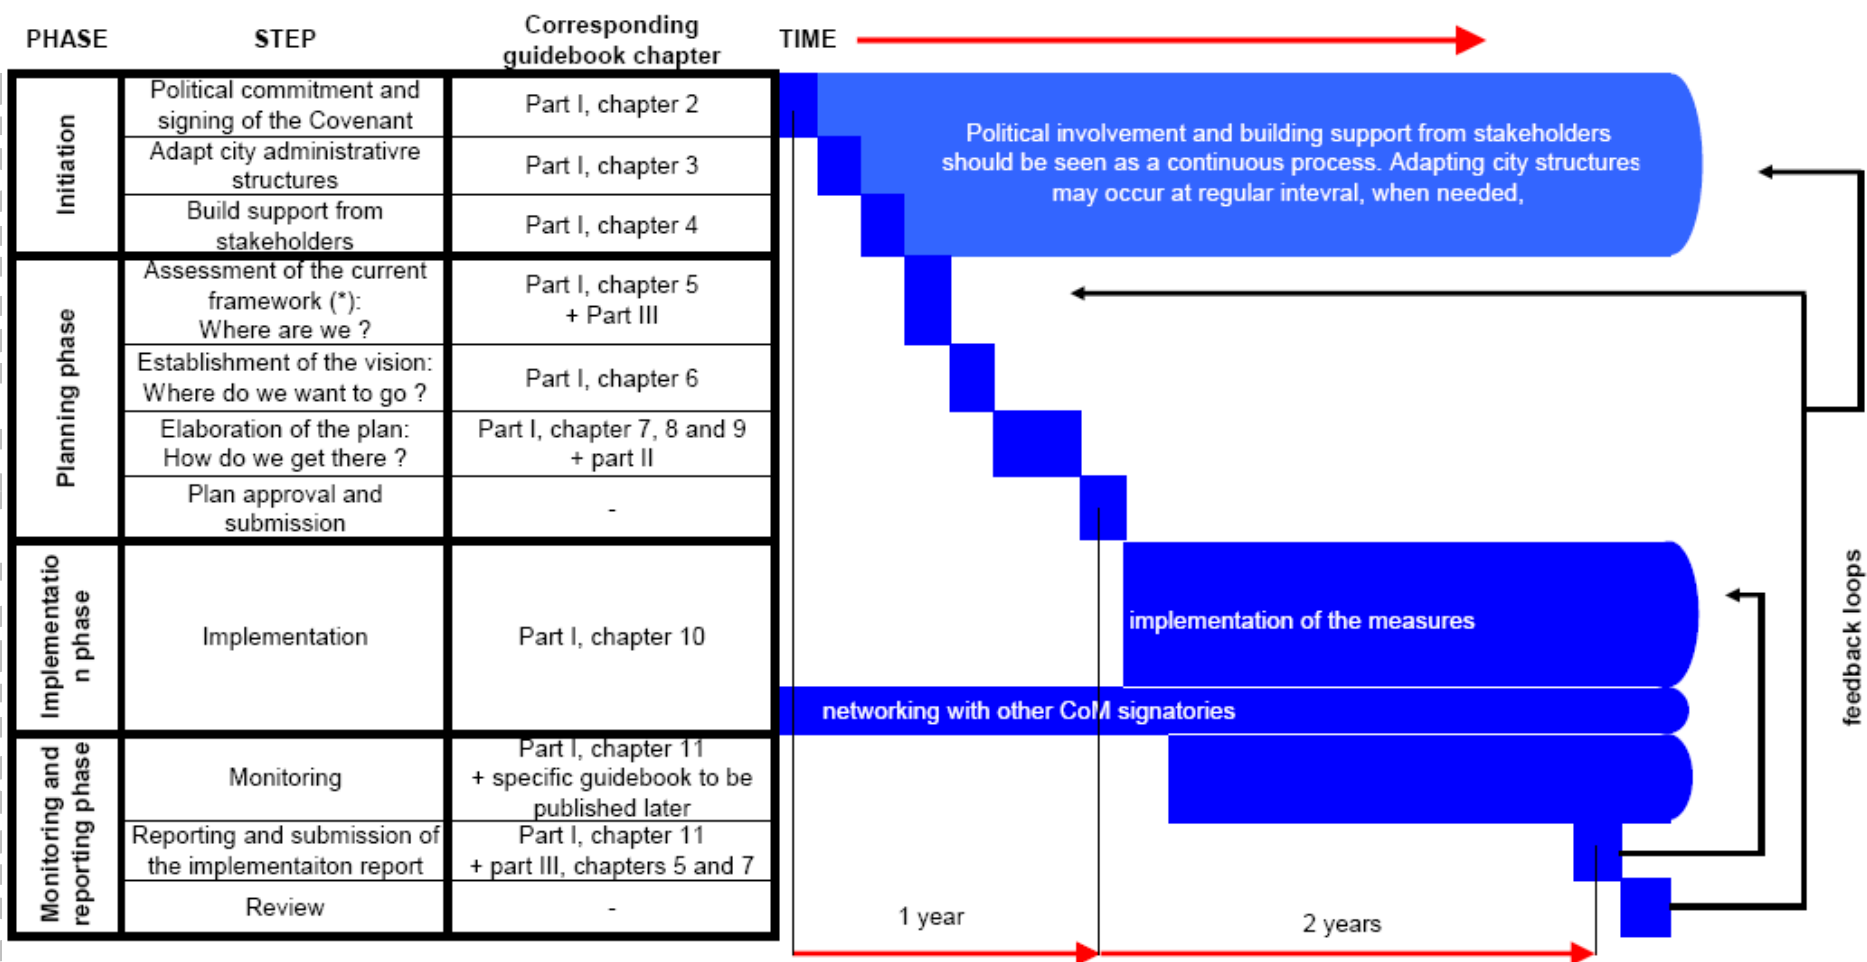 PHASE
STEP
Corresponding
guidebook chapter
TIME
Initiation
Political commitment and
signing of the Covenant
Part I, chapter 2
Adapt city administrativre
structures
Part I, chapter 3
Build support from
stakeholders
Part I, chapter 4
Political involvement and building support from stakeholders
should be seen as a continuous process. Adapting city structures
may occur at regular intevral, when needed,
Planning phase
Assessment of the current
framework (*):
Where are we ?
Part I, chapter 5
+ Part III
Establishment of the vision:
Where do we want to go ?
Part I, chapter 6
Elaboration of the plan:
How do we get there ?
Part I, chapter 7, 8 and 9
+ part II
Plan approval and
submission
-
Implementatio
n phase
Implementation
Part I, chapter 10
implementation of the measures
networking with other CoM signatories
Monitoring and
reporting phase
Monitoring
Part I, chapter 11
+ specific guidebook to be
published later
Reporting and submission of
the implementaiton report
Part I, chapter 11
+ part III, chapters 5 and 7
Review
-
1 year
2 years
feedback loops